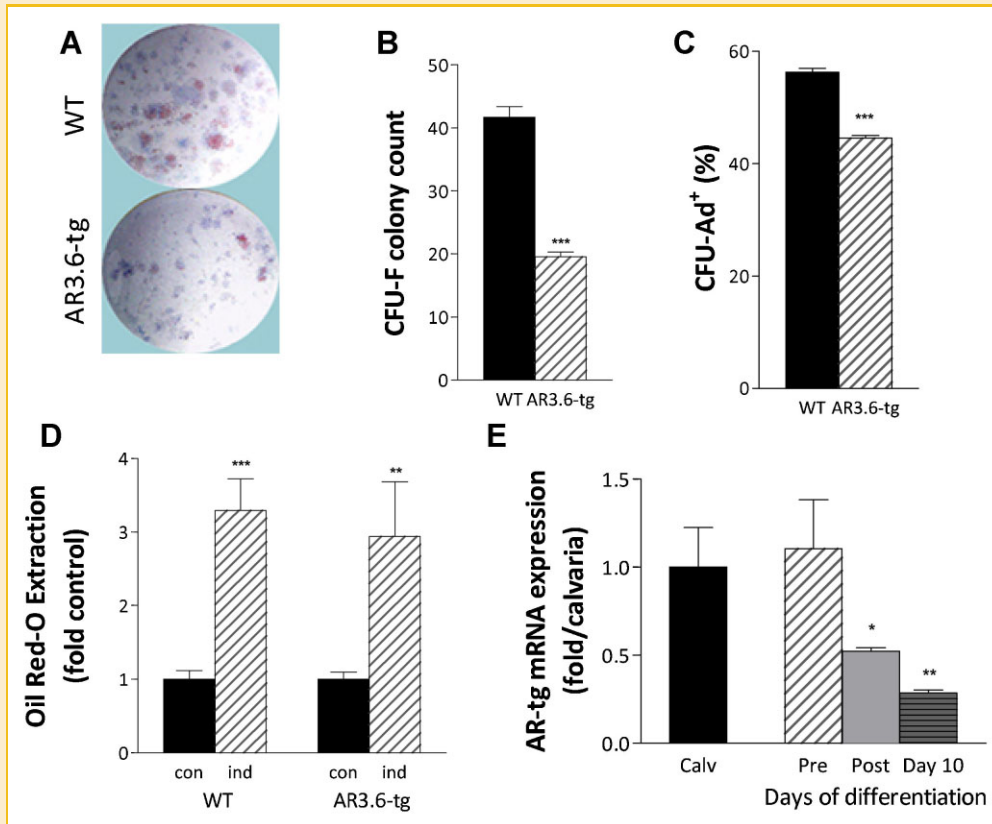 A
WT
AR3.6-tg
B
CFU-F colony count
50
40
30
20
10
0
***
WT AR3.6-tg
C
CFU-Ad⁺ (%)
60
40
20
0
***
WT AR3.6-tg
D
Oil Red-O Extraction
(fold control)
4
3
2
1
0
***
**
con ind con ind
WT AR3.6-tg
E
AR-tg mRNA expression
(fold/calvaria)
1.5
1.0
0.5
0.0
*
**
Calv Pre Post Day 10
Days of differentiation